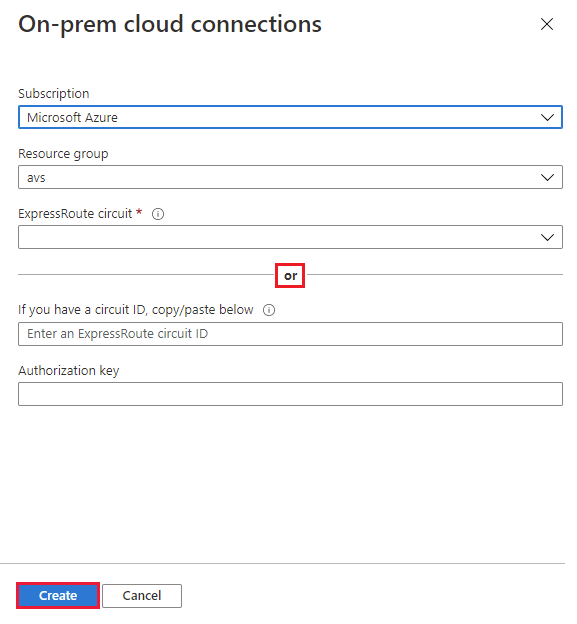 On-prem cloud connections
Subscription
Microsoft Azure
Resource group
avs
ExpressRoute circuit *
or
If you have a circuit ID, copy/paste below
Enter an ExpressRoute circuit ID
Authorization key
Create Cancel